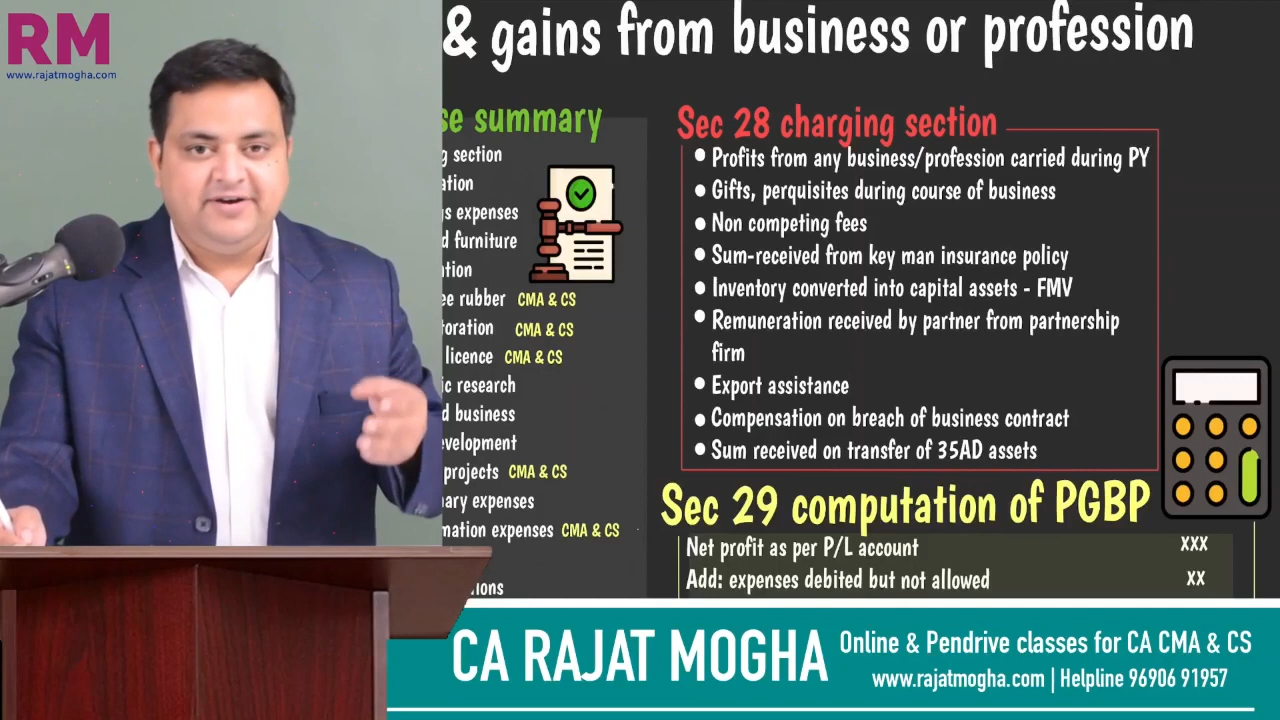 RM
www.rajatmogha.com
& gains from business or profession
se summary
g section
ation
s expenses
d furniture
tion
ee rubber CMA & CS
oration CMA & CS
licence CMA & CS
ic research
d business
evelopment
projects CMA & CS
ary expenses
mation expenses CMA & CS
ions
Sec 28 charging section
Profits from any business/profession carried during PY
Gifts, perquisites during course of business
Non competing fees
Sum-received from key man insurance policy
Inventory converted into capital assets - FMV
Remuneration received by partner from partnership
firm
Export assistance
Compensation on breach of business contract
Sum received on transfer of 35AD assets
Sec 29 computation of PGBP
Net profit as per P/L account XXX
Add: expenses debited but not allowed XX
CA RAJAT MOGHA
Online & Pendrive classes for CA CMA & CS
www.rajatmogha.com | Helpline 96906 91957